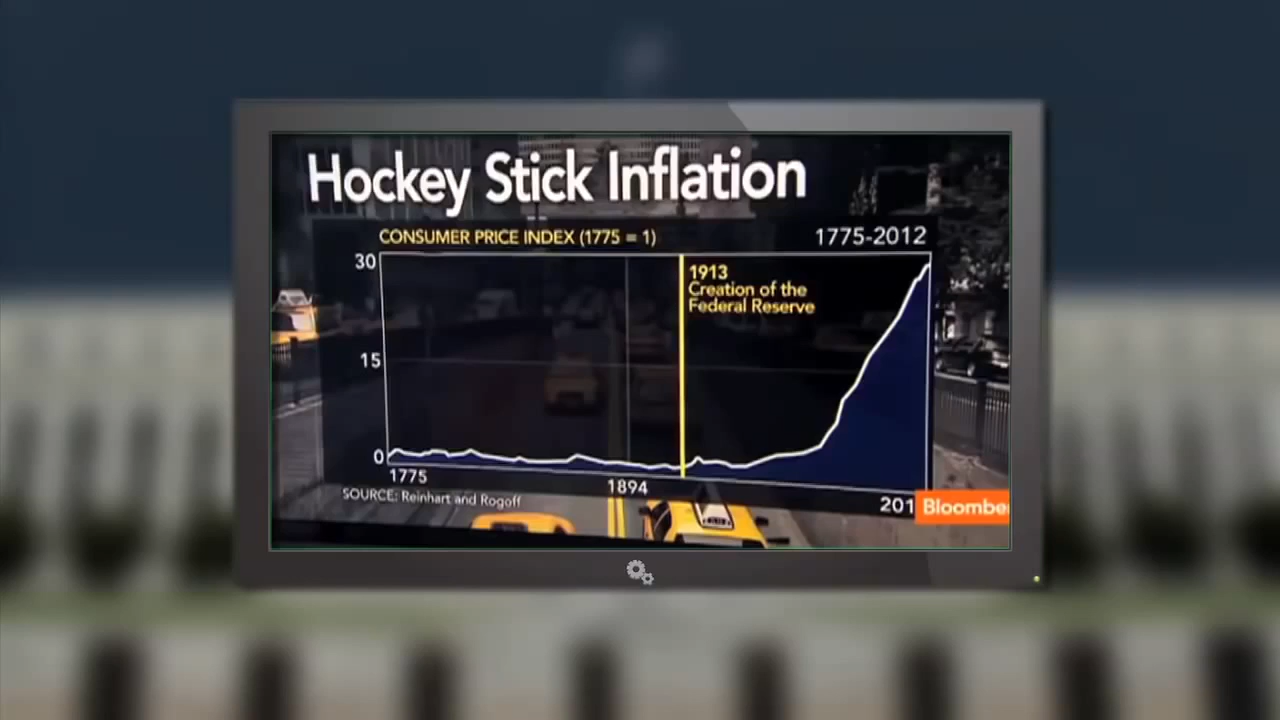 Hockey Stick Inflation
CONSUMER PRICE INDEX (1775 = 1)
1775-2012
30
1913
Creation of the
Federal Reserve
15
0
1775
1894
201
SOURCE: Reinhart and Rogoff
Bloombe